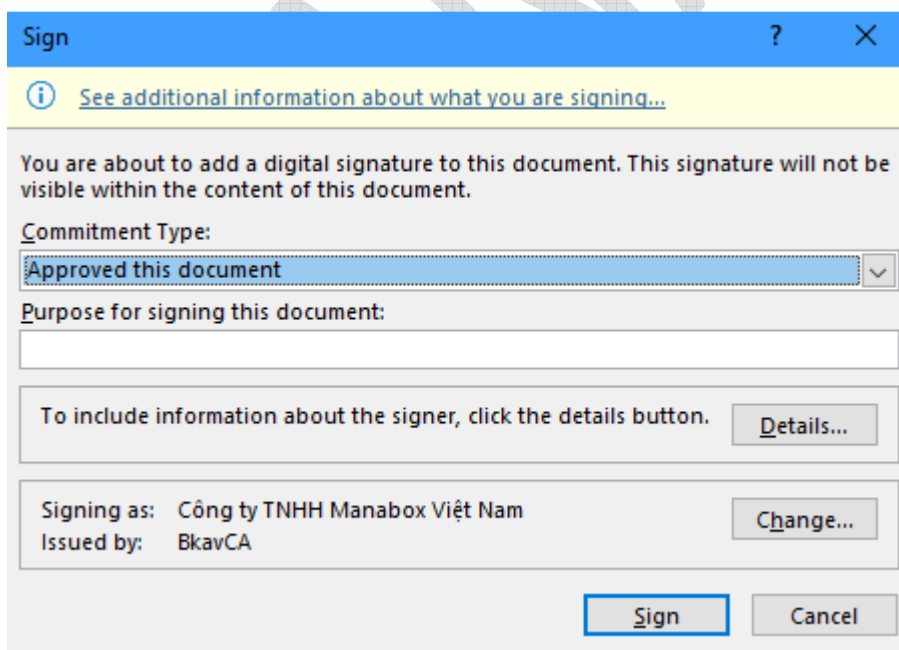 Sign ?
See additional information about what you are signing...
You are about to add a digital signature to this document. This signature will not be
visible within the content of this document.
Commitment Type:
Approved this document
Purpose for signing this document:
To include information about the signer, click the details button. Details...
Signing as: Công ty TNHH Manabox Việt Nam
Change...
Issued by: BkavCA
Sign Cancel